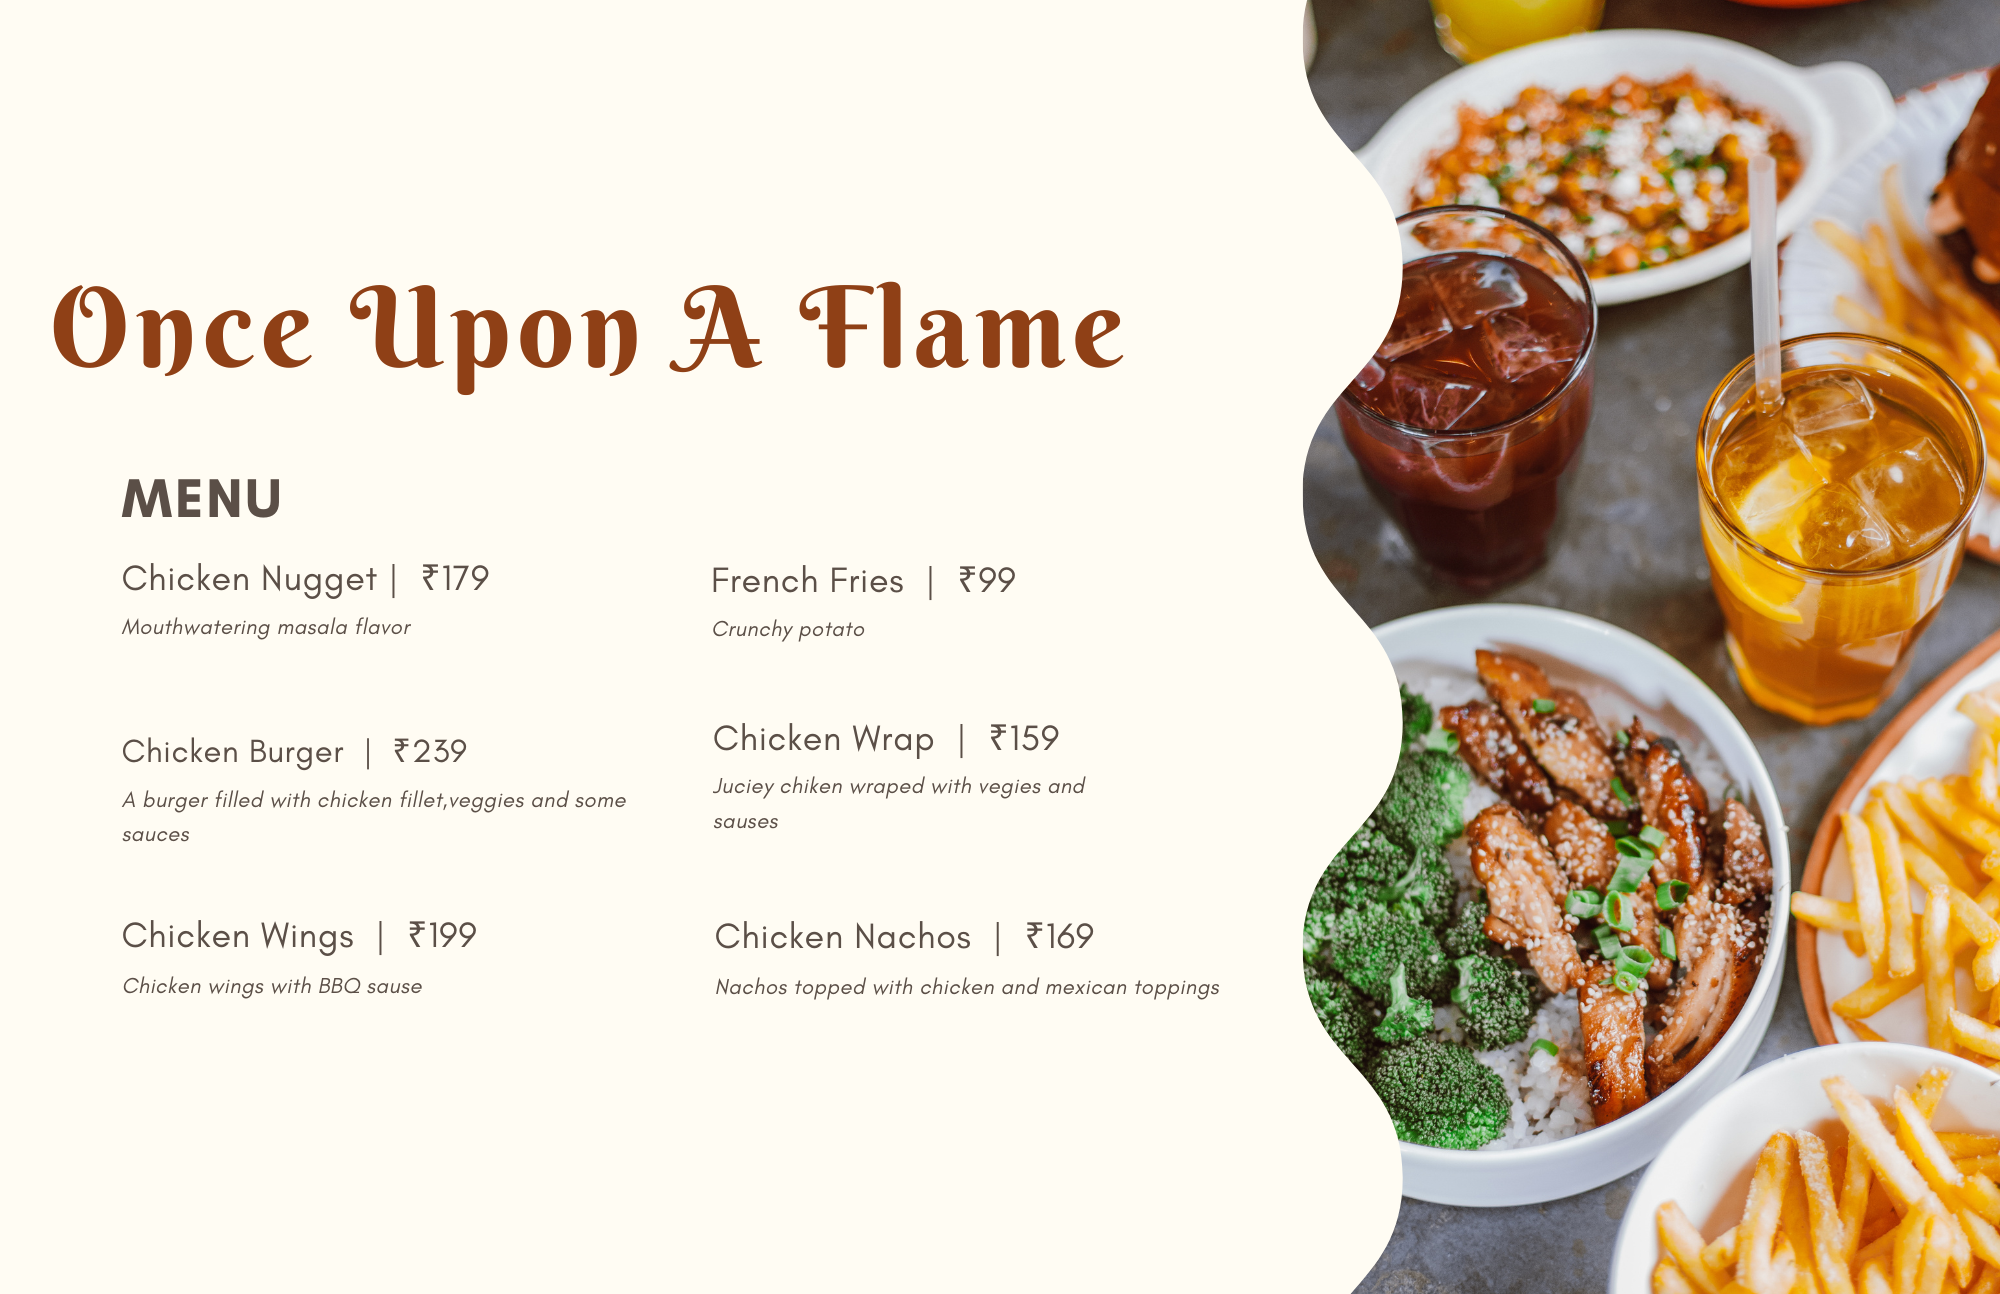 Once Upon A Flame
MENU
Chicken Nugget | ₹179
Mouthwatering masala flavor
Chicken Burger | ₹239
A burger filled with chicken fillet,veggies and some
sauces
Chicken Wings | ₹199
Chicken wings with BBQ sause
French Fries | ₹99
Crunchy potato
Chicken Wrap | ₹159
Juciey chiken wraped with vegies and
sauses
Chicken Nachos | ₹169
Nachos topped with chicken and mexican toppings